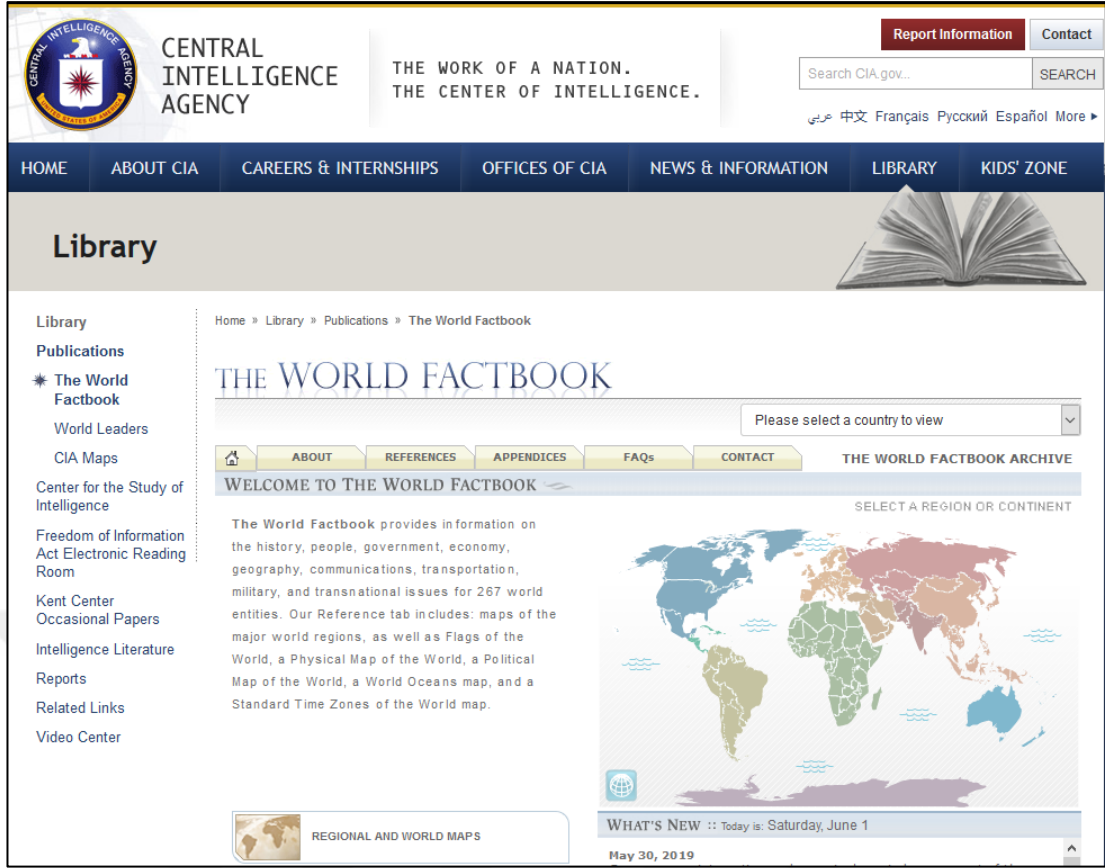 CENTRAL INTELLIGENCE AGENCY
UNITED STATES OF AMERICA
CENTRAL
INTELLIGENCE
AGENCY
THE WORK OF A NATION.
THE CENTER OF INTELLIGENCE.
Report Information
Contact
Search CIA.gov...
SEARCH
عربي 中文 Français Русский Español More ▸
HOME ABOUT CIA CAREERS & INTERNSHIPS OFFICES OF CIA NEWS & INFORMATION LIBRARY KIDS' ZONE
Library
Library
Publications
The World
Factbook
World Leaders
CIA Maps
Center for the Study of
Intelligence
Freedom of Information
Act Electronic Reading
Room
Kent Center
Occasional Papers
Intelligence Literature
Reports
Related Links
Video Center
Home » Library » Publications » The World Factbook
THE WORLD FACTBOOK
Please select a country to view
ABOUT REFERENCES APPENDICES FAQs CONTACT THE WORLD FACTBOOK ARCHIVE
WELCOME TO THE WORLD FACTBOOK
The World Factbook provides information on
the history, people, government, economy,
geography, communications, transportation,
military, and transnational issues for 267 world
entities. Our Reference tab includes: maps of the
major world regions, as well as Flags of the
World, a Physical Map of the World, a Political
Map of the World, a World Oceans map, and a
Standard Time Zones of the World map.
SELECT A REGION OR CONTINENT
REGIONAL AND WORLD MAPS
WHAT'S NEW :: Today is: Saturday, June 1
May 30, 2019